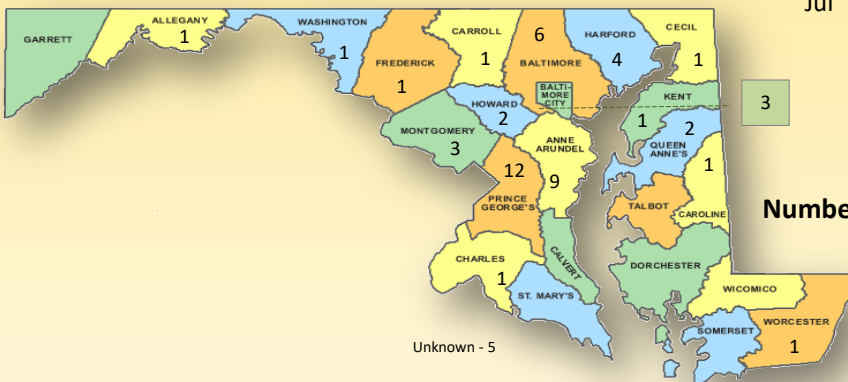 Jul
GARRETT
ALLEGANY
1
WASHINGTON
1
FREDERICK
1
CARROLL
1
6
BALTIMORE
HARFORD
4
CECIL
1
BALTI-
MORE
CITY
3
HOWARD
2
MONTGOMERY
3
KENT
1
2
QUEEN
ANNE'S
ANNE
ARUNDEL
9
12
PRINCE
GEORGE'S
1
CAROLINE
TALBOT
Numbe
CALVERT
CHARLES
1
ST. MARY'S
DORCHESTER
WICOMICO
SOMERSET
WORCESTER
1
Unknown - 5